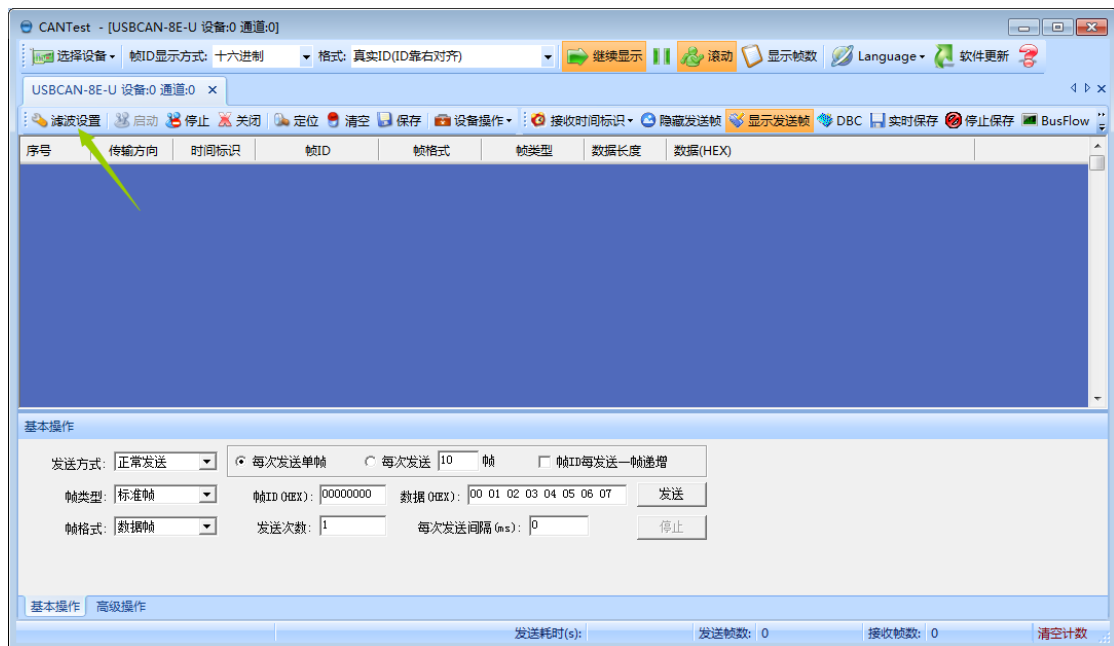 CANTest - [USBCAN-8E-U 设备:0 通道:0]
选择设备 帧ID显示方式: 十六进制 格式: 真实ID(ID靠右对齐) 继续显示 滚动 显示帧数 Language 软件更新
USBCAN-8E-U 设备:0 通道:0
滤波设置 启动 停止 关闭 定位 清空 保存 设备操作 接收时间标识 隐藏发送帧 显示发送帧 DBC 实时保存 停止保存 BusFlow
序号 传输方向 时间标识 帧ID 帧格式 帧类型 数据长度 数据(HEX)
基本操作
发送方式: 正常发送 每次发送单帧 每次发送 10 帧 帧ID每发送一帧递增
帧类型: 标准帧 帧ID(HEX): 00000000 数据(HEX): 00 01 02 03 04 05 06 07 发送
帧格式: 数据帧 发送次数: 1 每次发送间隔(ms): 0 停止
基本操作 高级操作
发送耗时(s): 发送帧数: 0 接收帧数: 0 清空计数